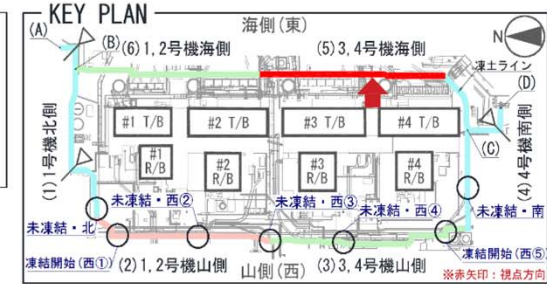 KEY PLAN
海側(東)
N
(A)
(B)
(6)1,2号機海側
(5)3,4号機海側
凍土ライン
(D)
(1)1号機北側
#1 T/B
#2 T/B
#3 T/B
#4 T/B
(C)
(4)4号機南側
#1
R/B
#2
R/B
#3
R/B
#4
R/B
未凍結・北
未凍結・西②
未凍結・西③
未凍結・西④
未凍結・南
凍結開始(西①)
(2)1,2号機山側
山側(西)
(3)3,4号機山側
凍結開始(西⑤)
※赤矢印:視点方向